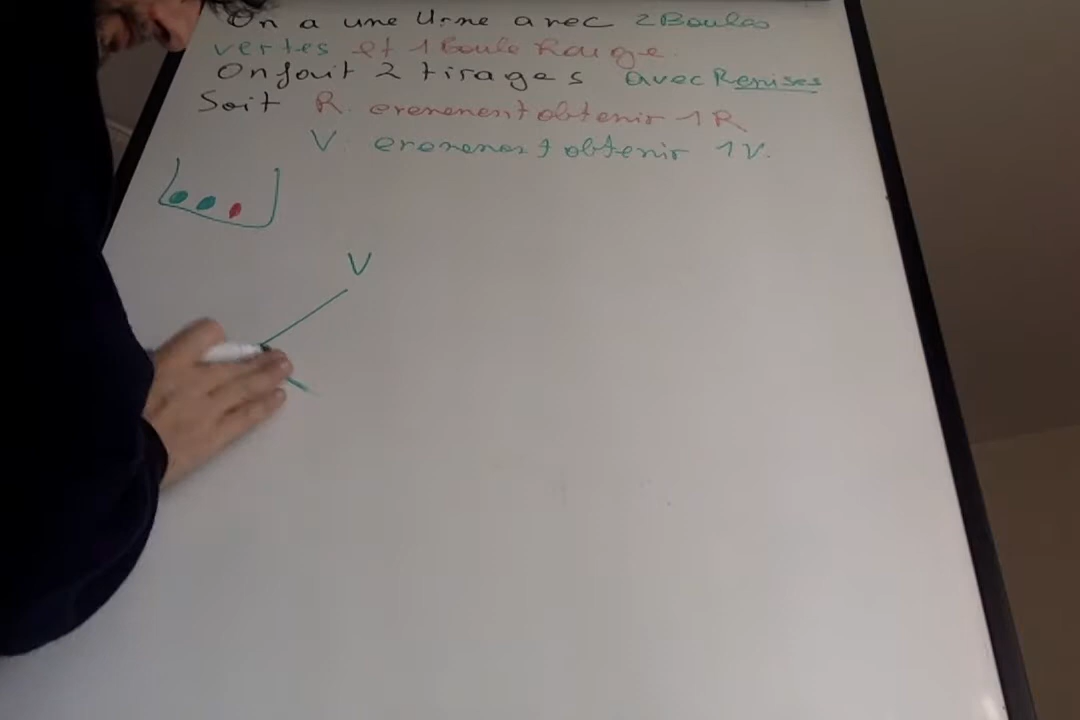 On a une Urne avec 2 Boules
vertes et 1 Boule Rouge.
On fait 2 tirages avec Remises
Soit R. evenement obtenir 1 R
V. evenement obtenir 1 V.
V